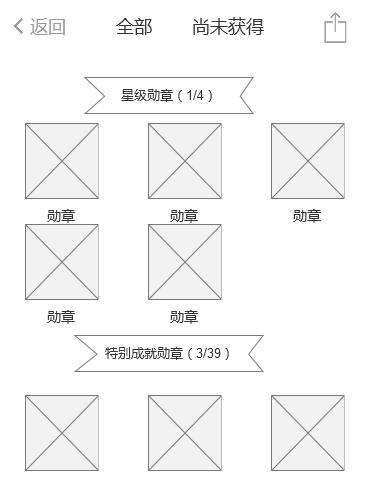 返回 全部 尚未获得
星级勋章（1/4）
勋章 勋章 勋章
勋章 勋章
特别成就勋章（3/39）